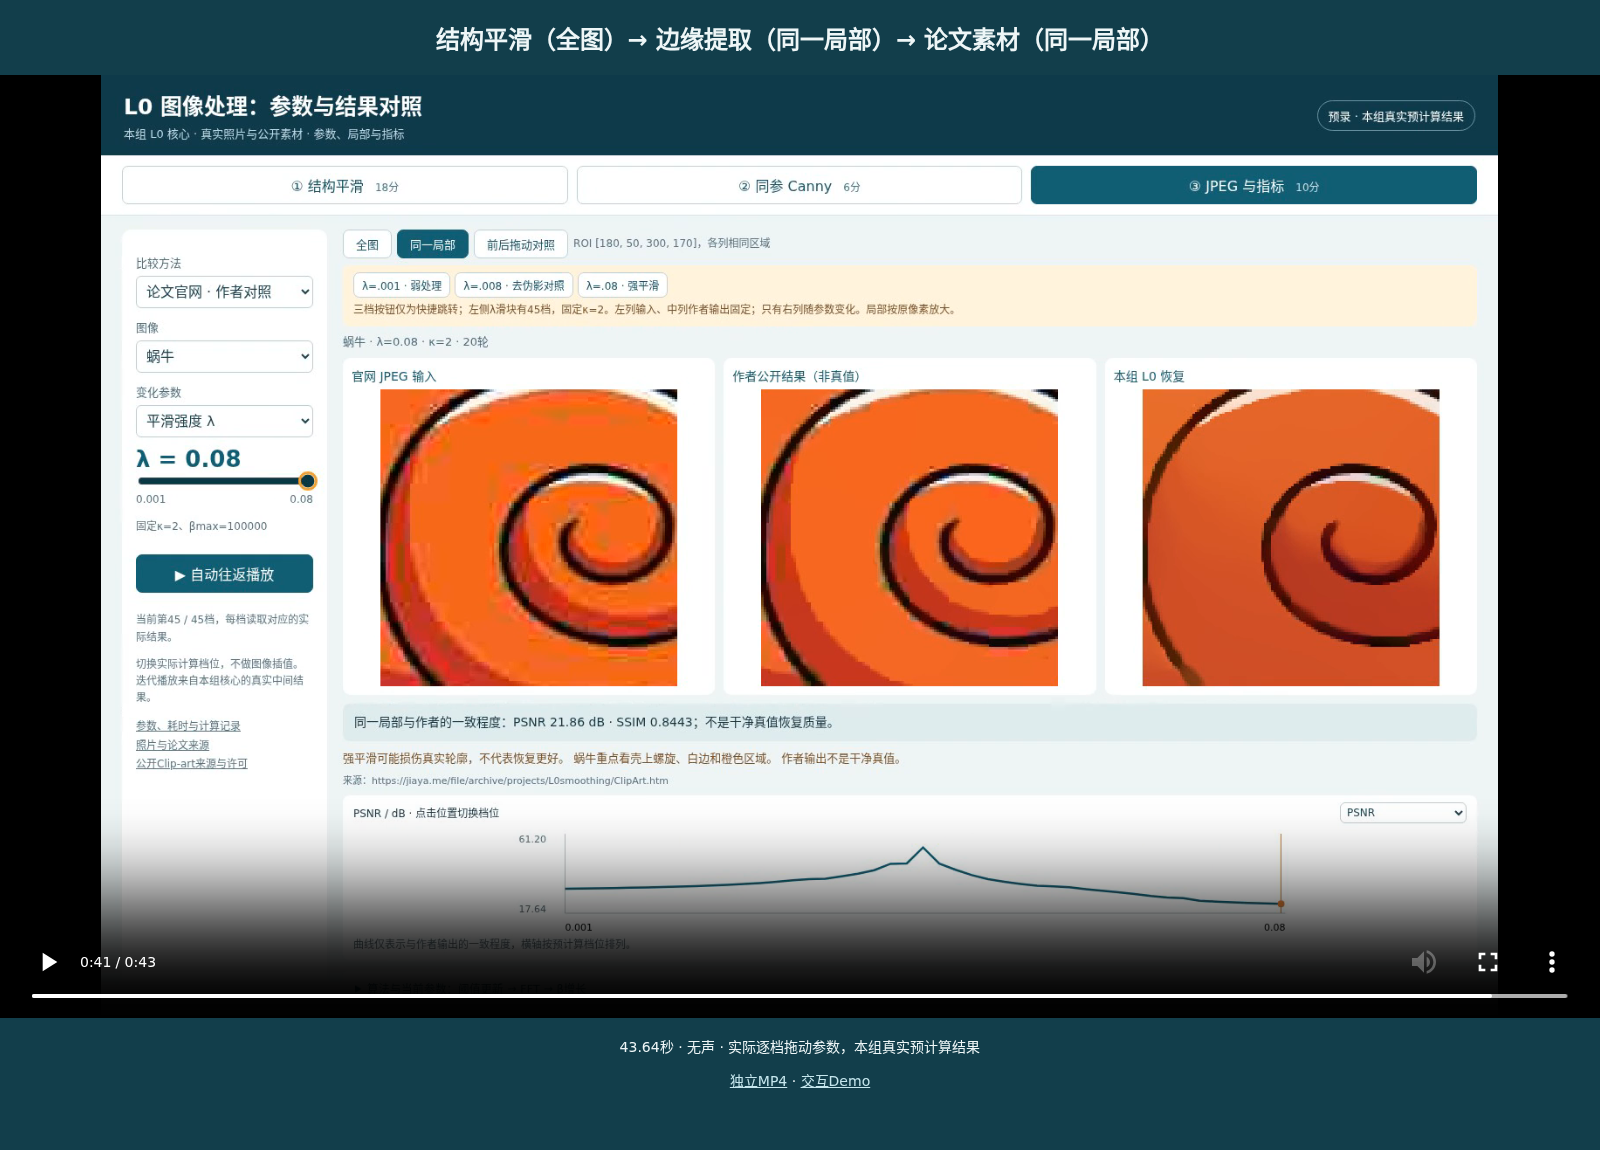 结构平滑（全图）→ 边缘提取（同一局部）→ 论文素材（同一局部）
L0 图像处理：参数与结果对照
本组 L0 核心 · 真实照片与公开素材 · 参数、局部与指标
预录 · 本组真实预计算结果
① 结构平滑 18分
② 同参 Canny 6分
③ JPEG 与指标 10分
比较方法
论文官网 · 作者对照
图像
蜗牛
变化参数
平滑强度 λ
λ = 0.08
0.001
0.08
固定κ=2、βmax=100000
▶ 自动往返播放
当前第45 / 45档，每档读取对应的实
际结果。
切换实际计算档位，不做图像插值。
迭代播放来自本组核心的真实中间结
果。
参数、耗时与计算记录
照片与论文来源
公开Clip-art来源与许可
全图
同一局部
前后拖动对照
ROI [180, 50, 300, 170]，各列相同区域
λ=.001 · 弱处理
λ=.008 · 去伪影对照
λ=.08 · 强平滑
三档按钮仅为快捷跳转；左侧λ滑块有45档，固定κ=2。左列输入、中列作者输出固定；只有右列随参数变化。局部按原像素放大。
蜗牛 · λ=0.08 · κ=2 · 20轮
官网 JPEG 输入
作者公开结果（非真值）
本组 L0 恢复
同一局部与作者的一致程度：PSNR 21.86 dB · SSIM 0.8443；不是干净真值恢复质量。
强平滑可能损伤真实轮廓，不代表恢复更好。 蜗牛重点看壳上螺旋、白边和橙色区域。 作者输出不是干净真值。
来源：https://jiaya.me/file/archive/projects/L0smoothing/ClipArt.htm
PSNR / dB · 点击位置切换档位
PSNR
61.20
17.64
0.001
0.08
曲线仅表示与作者输出的一致程度，横轴按预计算档位排列。
0:41 / 0:43
43.64秒 · 无声 · 实际逐档拖动参数，本组真实预计算结果
独立MP4 · 交互Demo